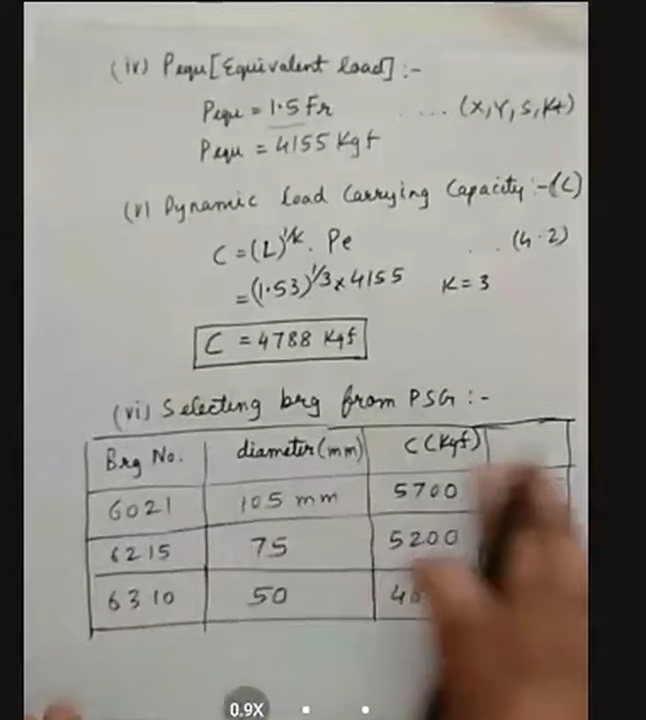 (iv) Pequ [Equivalent load] :-
Pequ = 1.5 Fr .... (X, Y, S, Kt)
Pequ = 4155 Kgf
(v) Dynamic load Carrying Capacity :- (C)
C = (L)^1/k . Pe .. (4.2)
= (1.53)^1/3 x 4155 K = 3
C = 4788 Kgf
(vi) Selecting brg from PSG :-
Brg No. diameter (mm) C (Kgf)
6021 105 mm 5700
6215 75 5200
6310 50
0.9X